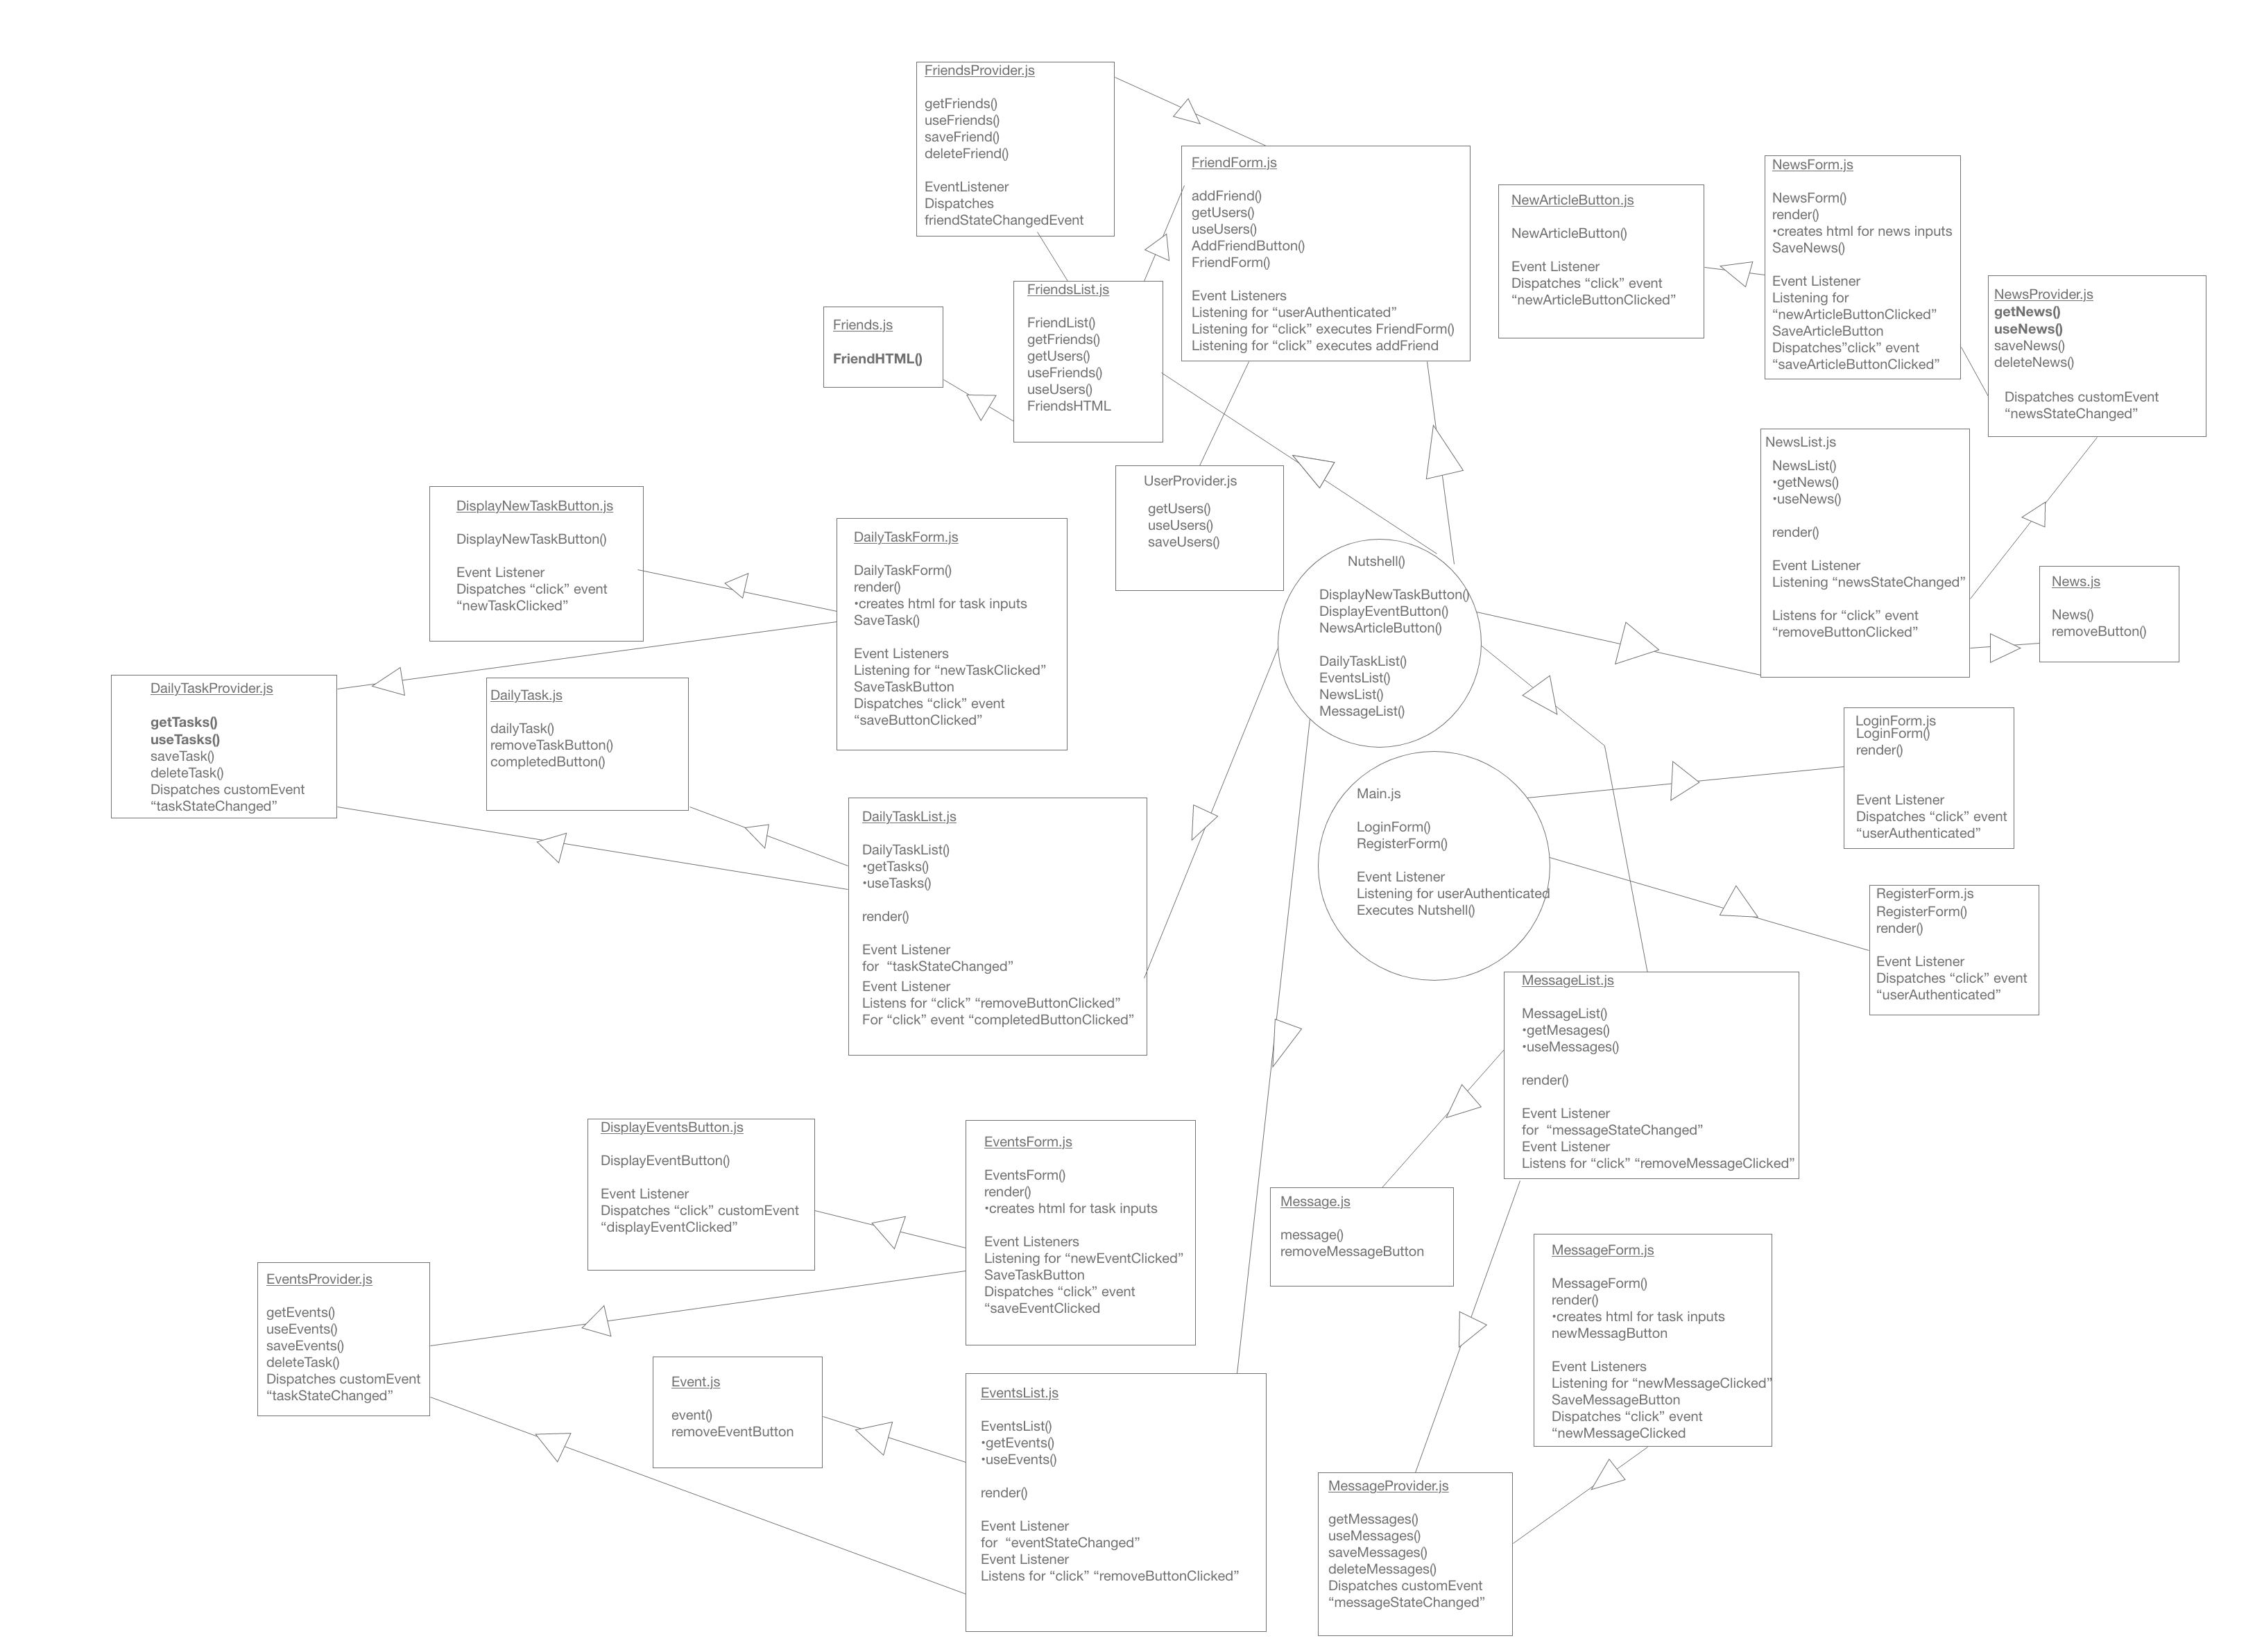 FriendsProvider.js
getFriends()
useFriends()
saveFriend()
deleteFriend()
EventListener
Dispatches
friendStateChangedEvent
FriendForm.js
addFriend()
getUsers()
useUsers()
AddFriendButton()
FriendForm()
Event Listeners
Listening for “userAuthenticated”
Listening for “click” executes FriendForm()
Listening for “click” executes addFriend
NewArticleButton.js
NewArticleButton()
Event Listener
Dispatches “click” event
“newArticleButtonClicked”
NewsForm.js
NewsForm()
render()
•creates html for news inputs
SaveNews()
Event Listener
Listening for
“newArticleButtonClicked”
SaveArticleButton
Dispatches”click” event
“saveArticleButtonClicked”
NewsProvider.js
getNews()
useNews()
saveNews()
deleteNews()
Dispatches customEvent
“newsStateChanged”
Friends.js
FriendHTML()
FriendsList.js
FriendList()
getFriends()
getUsers()
useFriends()
useUsers()
FriendsHTML
UserProvider.js
getUsers()
useUsers()
saveUsers()
NewsList.js
NewsList()
•getNews()
•useNews()
render()
Event Listener
Listening “newsStateChanged”
Listens for “click” event
“removeButtonClicked”
News.js
News()
removeButton()
DisplayNewTaskButton.js
DisplayNewTaskButton()
Event Listener
Dispatches “click” event
“newTaskClicked”
DailyTaskForm.js
DailyTaskForm()
render()
•creates html for task inputs
SaveTask()
Event Listeners
Listening for “newTaskClicked”
SaveTaskButton
Dispatches “click” event
“saveButtonClicked”
Nutshell()
DisplayNewTaskButton()
DisplayEventButton()
NewsArticleButton()
DailyTaskList()
EventsList()
NewsList()
MessageList()
DailyTaskProvider.js
getTasks()
useTasks()
saveTask()
deleteTask()
Dispatches customEvent
“taskStateChanged”
DailyTask.js
dailyTask()
removeTaskButton()
completedButton()
LoginForm.js
LoginForm()
render()
Event Listener
Dispatches “click” event
“userAuthenticated”
Main.js
LoginForm()
RegisterForm()
Event Listener
Listening for userAuthenticated
Executes Nutshell()
DailyTaskList.js
DailyTaskList()
•getTasks()
•useTasks()
render()
Event Listener
for  “taskStateChanged”
Event Listener
Listens for “click” “removeButtonClicked”
For “click” event “completedButtonClicked”
RegisterForm.js
RegisterForm()
render()
Event Listener
Dispatches “click” event
“userAuthenticated”
MessageList.js
MessageList()
•getMesages()
•useMessages()
render()
Event Listener
for  “messageStateChanged”
Event Listener
Listens for “click” “removeMessageClicked”
DisplayEventsButton.js
DisplayEventButton()
Event Listener
Dispatches “click” customEvent
“displayEventClicked”
EventsForm.js
EventsForm()
render()
•creates html for task inputs
Event Listeners
Listening for “newEventClicked”
SaveTaskButton
Dispatches “click” event
“saveEventClicked
Message.js
message()
removeMessageButton
MessageForm.js
MessageForm()
render()
•creates html for task inputs
newMessagButton
Event Listeners
Listening for “newMessageClicked”
SaveMessageButton
Dispatches “click” event
“newMessageClicked
EventsProvider.js
getEvents()
useEvents()
saveEvents()
deleteTask()
Dispatches customEvent
“taskStateChanged”
Event.js
event()
removeEventButton
EventsList.js
EventsList()
•getEvents()
•useEvents()
render()
Event Listener
for  “eventStateChanged”
Event Listener
Listens for “click” “removeButtonClicked”
MessageProvider.js
getMessages()
useMessages()
saveMessages()
deleteMessages()
Dispatches customEvent
“messageStateChanged”